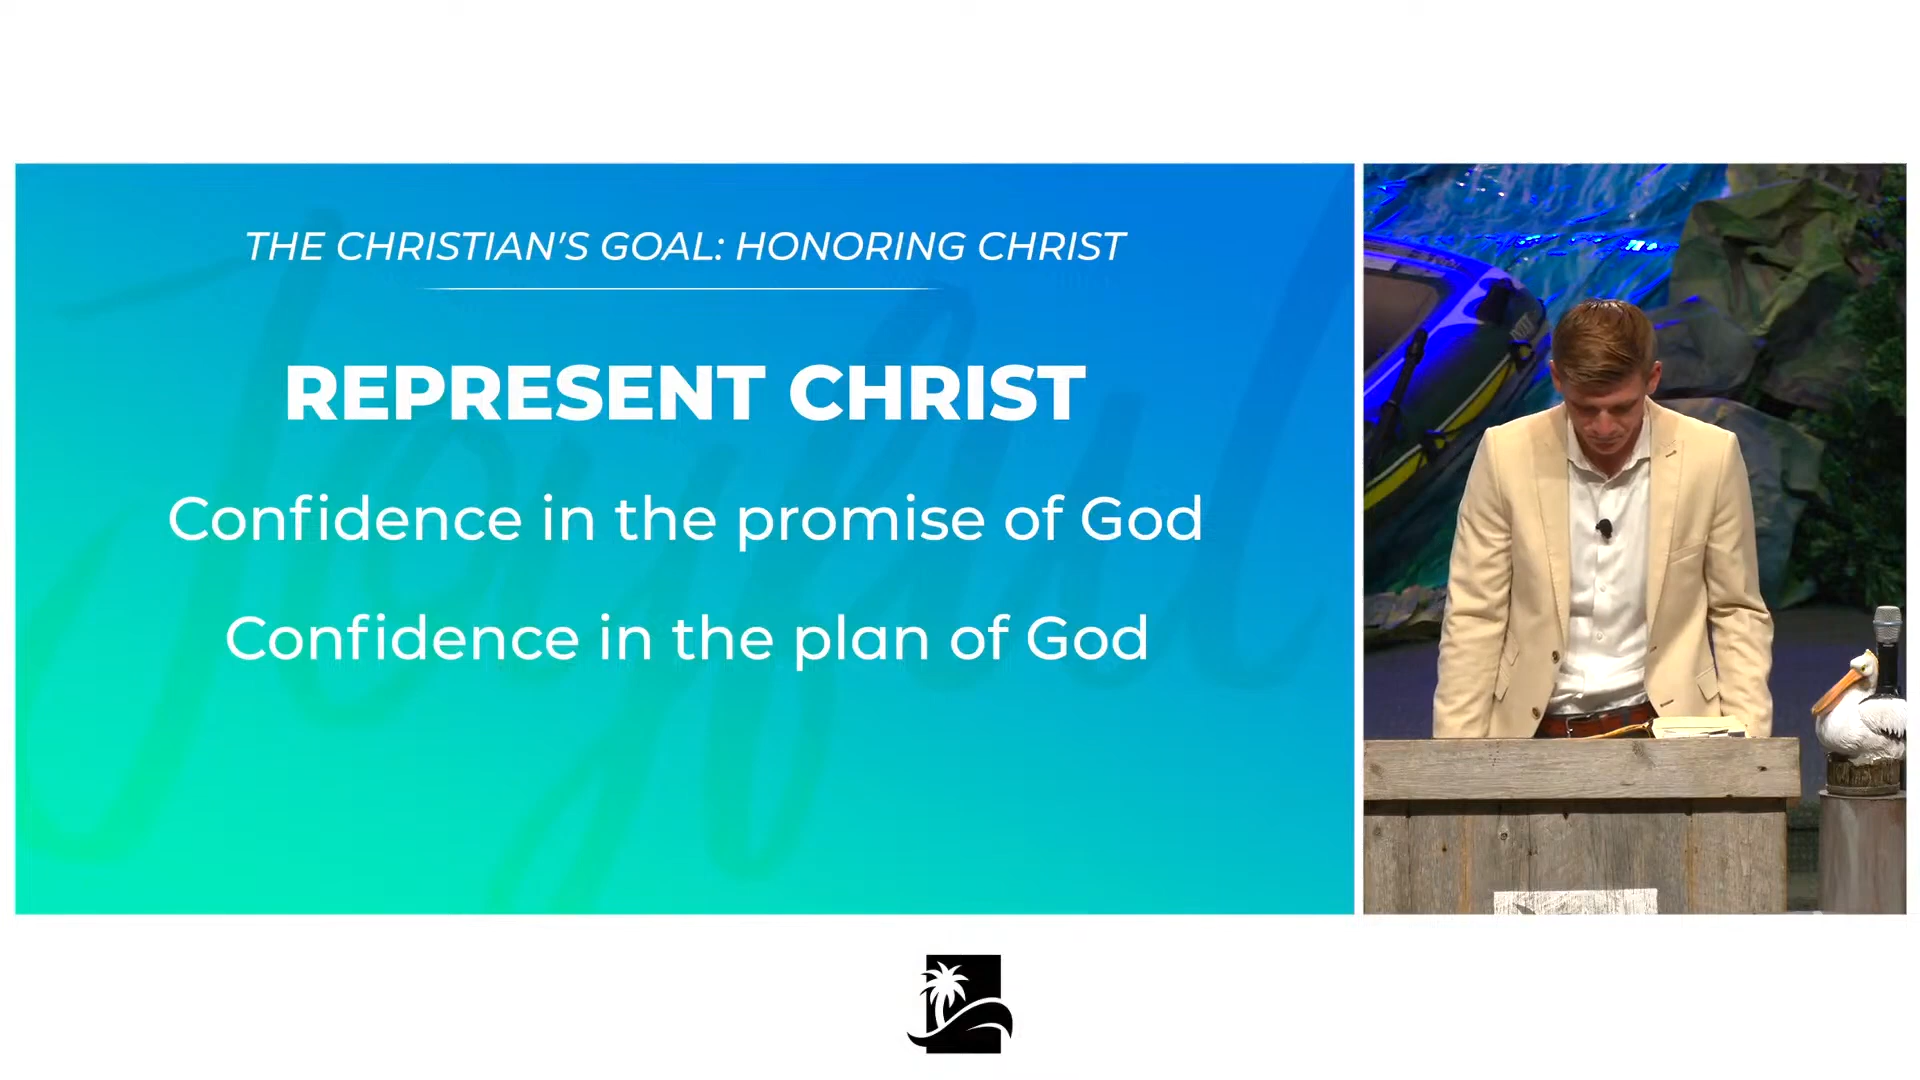 THE CHRISTIAN'S GOAL: HONORING CHRIST
REPRESENT CHRIST
Confidence in the promise of God
Confidence in the plan of God
Joyful